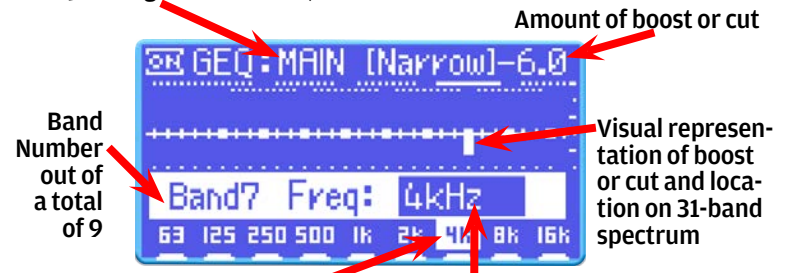 Amount of boost or cut
ON GEQ:MAIN [Narrow]-6.0
Band
Number
out of
a total
of 9
Visual represen-
tation of boost
or cut and loca-
tion on 31-band
spectrum
Band7 Freq: 4kHz
63 125 250 500 1k 2k 4k 8k 16k